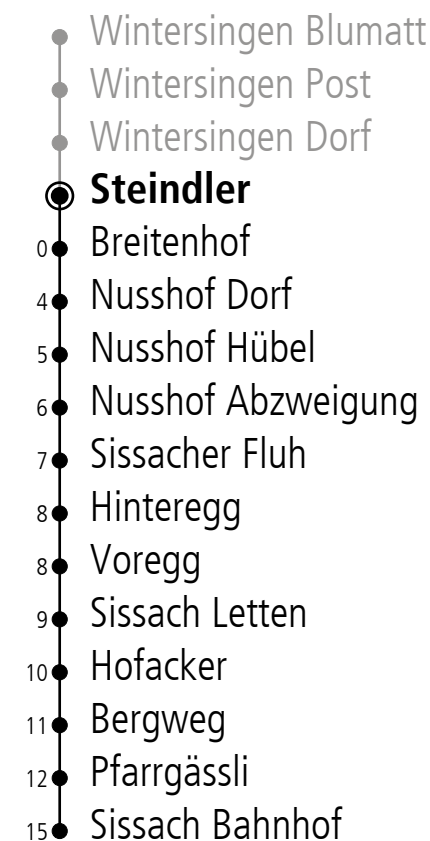 Wintersingen Blumatt
Wintersingen Post
Wintersingen Dorf
Steindler
0 Breitenhof
4 Nusshof Dorf
5 Nusshof Hübel
6 Nusshof Abzweigung
7 Sissacher Fluh
8 Hinteregg
8 Voregg
9 Sissach Letten
10 Hofacker
11 Bergweg
12 Pfarrgässli
15 Sissach Bahnhof